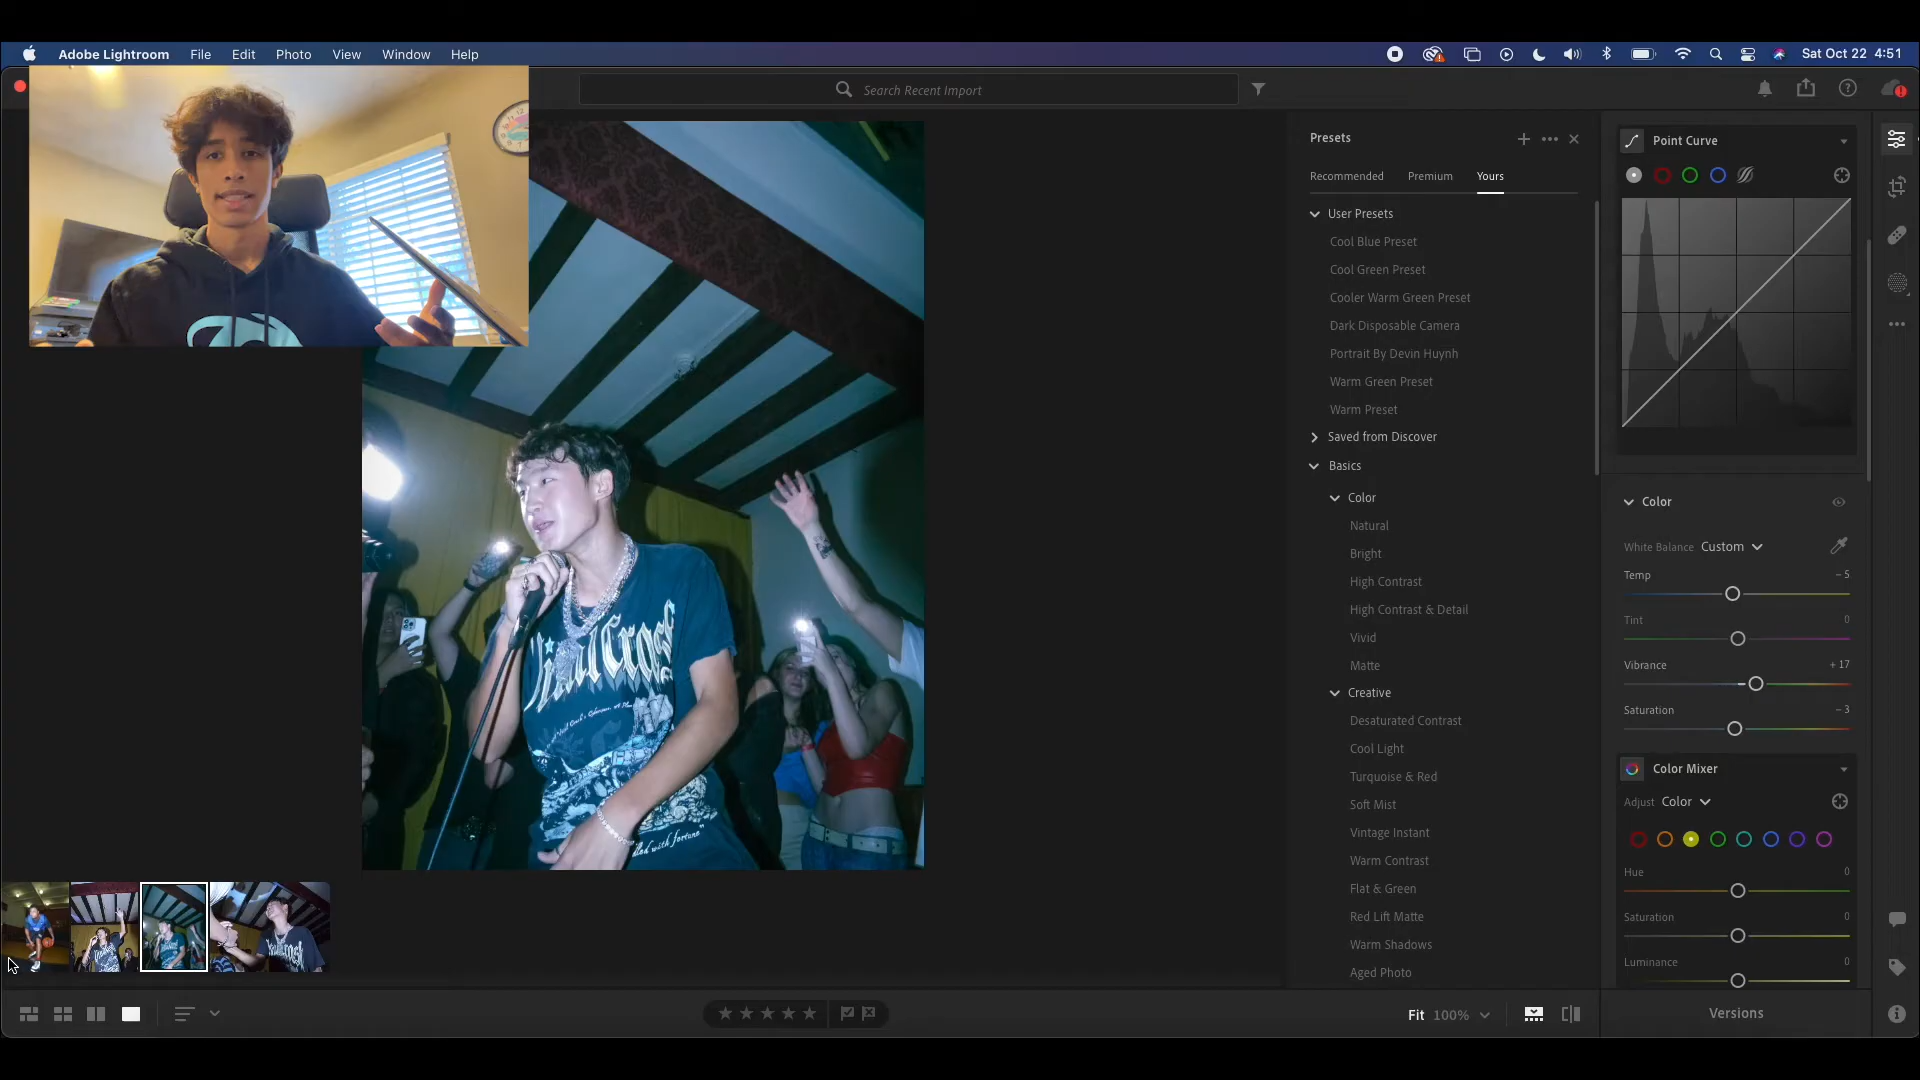 Adobe Lightroom File Edit Photo View Window Help
Sat Oct 22 4:51
Search Recent Import
Presets
Recommended Premium Yours
User Presets
Cool Blue Preset
Cool Green Preset
Cooler Warm Green Preset
Dark Disposable Camera
Portrait By Devin Huynh
Warm Green Preset
Warm Preset
Saved from Discover
Basics
Color
Natural
Bright
High Contrast
High Contrast & Detail
Vivid
Matte
Creative
Desaturated Contrast
Cool Light
Turquoise & Red
Soft Mist
Vintage Instant
Warm Contrast
Flat & Green
Red Lift Matte
Warm Shadows
Aged Photo
Point Curve
Color
White Balance Custom
Temp - 5
Tint 0
Vibrance + 17
Saturation - 3
Color Mixer
Adjust Color
Hue 0
Saturation 0
Luminance 0
with fortune"
Fit 100%
Versions